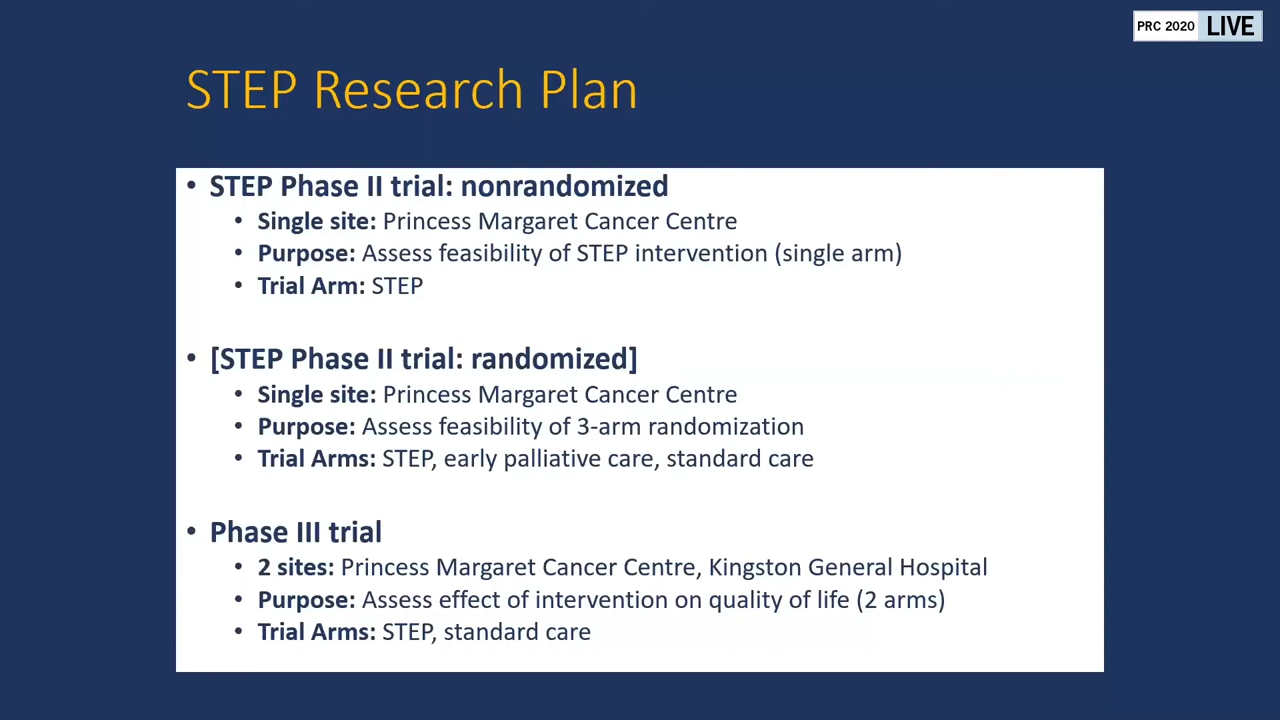 PRC 2020 LIVE
STEP Research Plan
• STEP Phase II trial: nonrandomized
• Single site: Princess Margaret Cancer Centre
• Purpose: Assess feasibility of STEP intervention (single arm)
• Trial Arm: STEP
• [STEP Phase II trial: randomized]
• Single site: Princess Margaret Cancer Centre
• Purpose: Assess feasibility of 3-arm randomization
• Trial Arms: STEP, early palliative care, standard care
• Phase III trial
• 2 sites: Princess Margaret Cancer Centre, Kingston General Hospital
• Purpose: Assess effect of intervention on quality of life (2 arms)
• Trial Arms: STEP, standard care